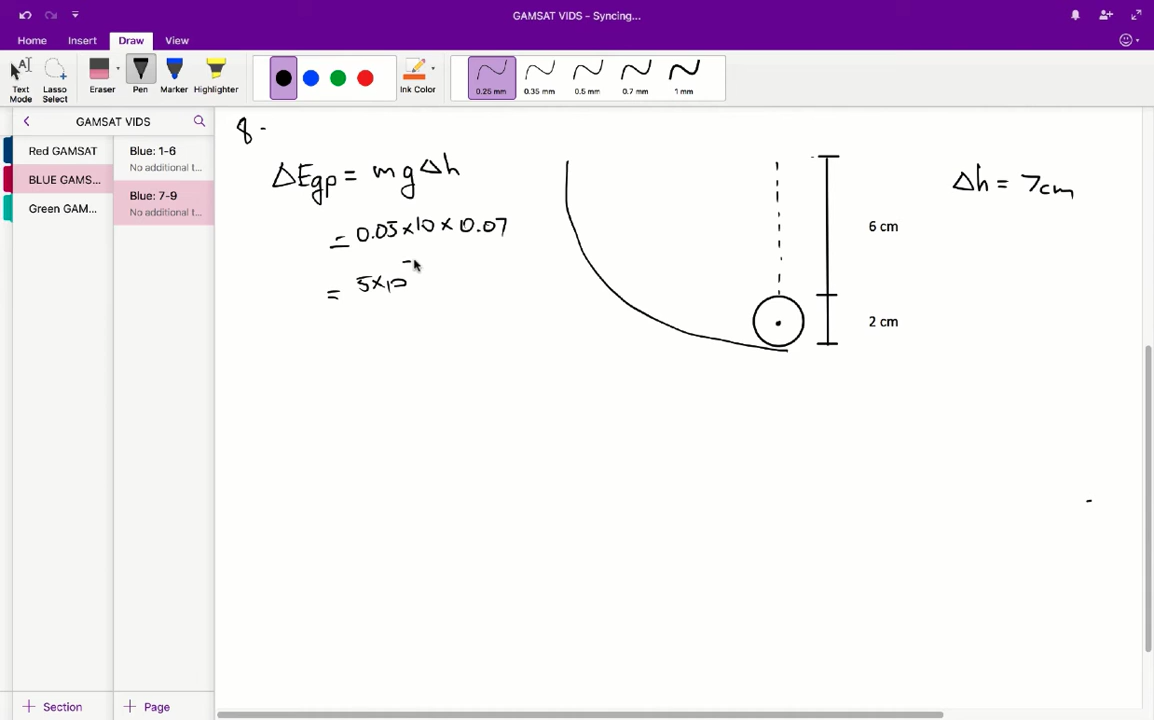 GAMSAT VIDS - Syncing...
Home Insert Draw View
Text Mode
Lasso Select
Eraser
Pen
Marker
Highlighter
Ink Color
0.25 mm
0.35 mm
0.5 mm
0.7 mm
1 mm
GAMSAT VIDS
Red GAMSAT
BLUE GAMS...
Green GAM...
Blue: 1-6
No additional t...
Blue: 7-9
No additional t...
8.
ΔEgp = mgΔh
= 0.05 × 10 × 0.07
= 5×10⁻
6 cm
2 cm
Δh = 7cm
+ Section
+ Page